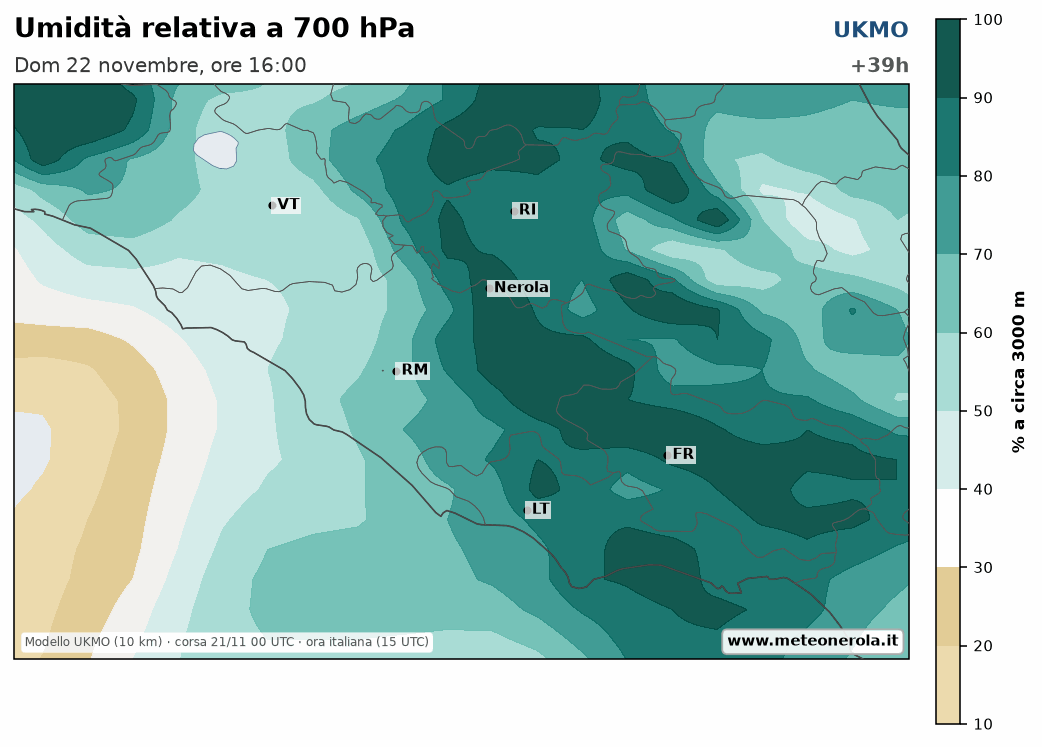 Umidità relativa a 700 hPa
UKMO
Dom 22 novembre, ore 16:00
+39h
100
90
80
70
60
50
40
30
20
10
% a circa 3000 m
VT
RI
Nerola
RM
FR
LT
Modello UKMO (10 km) · corsa 21/11 00 UTC · ora italiana (15 UTC)
www.meteonerola.it